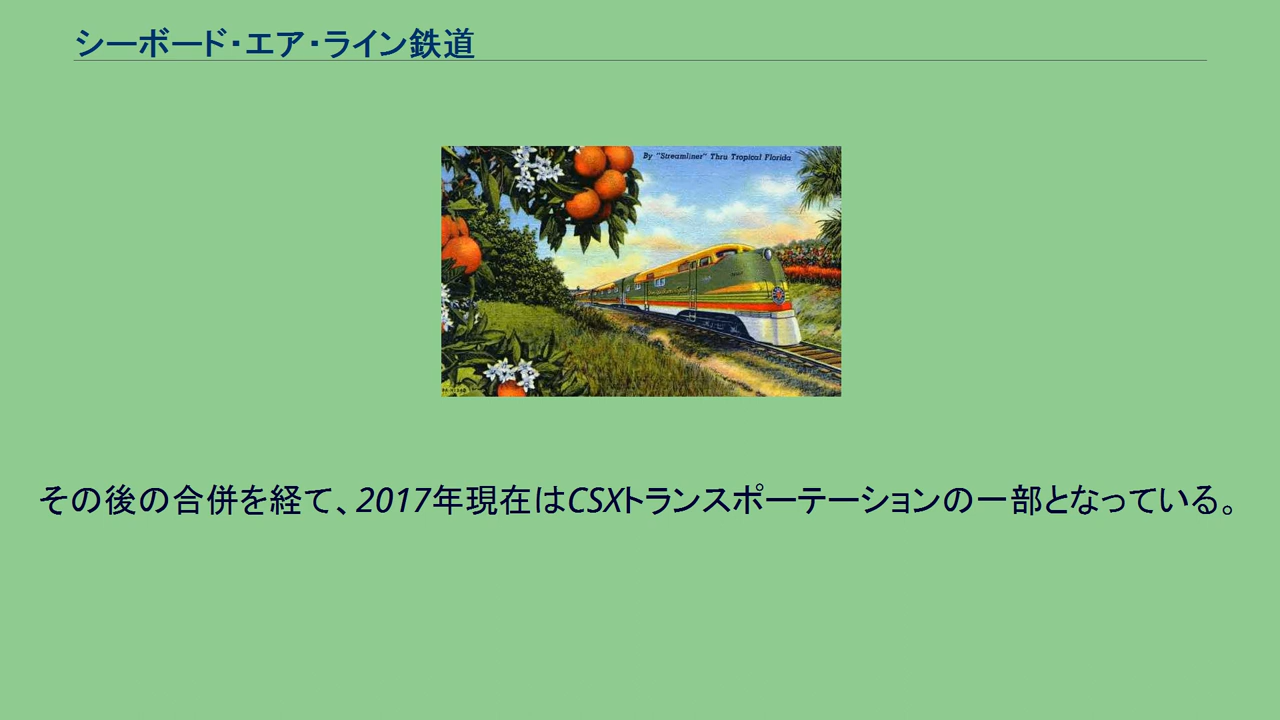 シーボード・エア・ライン鉄道
By "Streamliner" Thru Tropical Florida
その後の合併を経て、2017年現在はCSXトランスポーテーションの一部となっている。